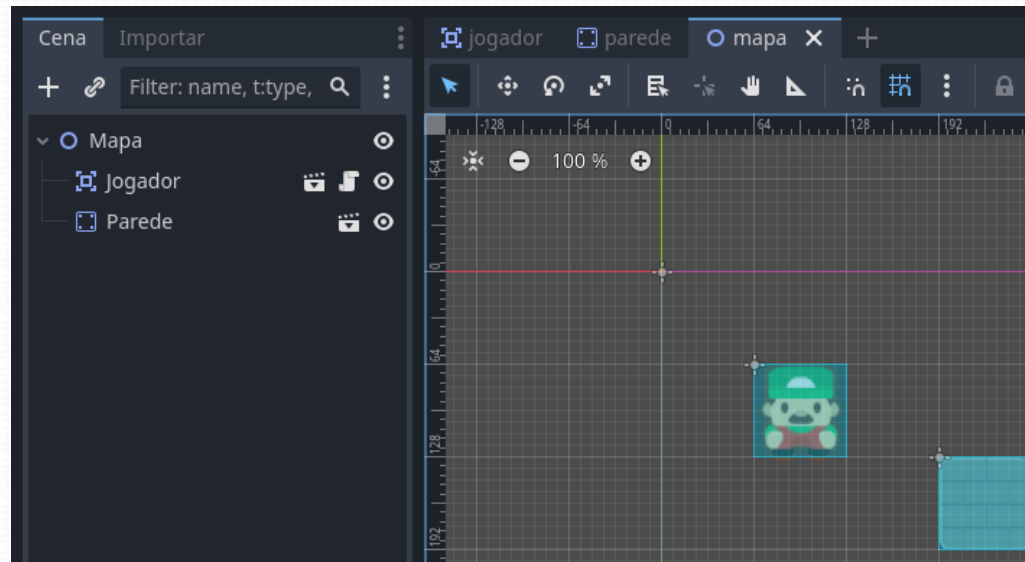 Cena Importar
jogador parede mapa
Filter: name, t:type,
Mapa
Jogador
Parede
-128 -64 0 64 128 192
100 %
-64
0
64
128
192